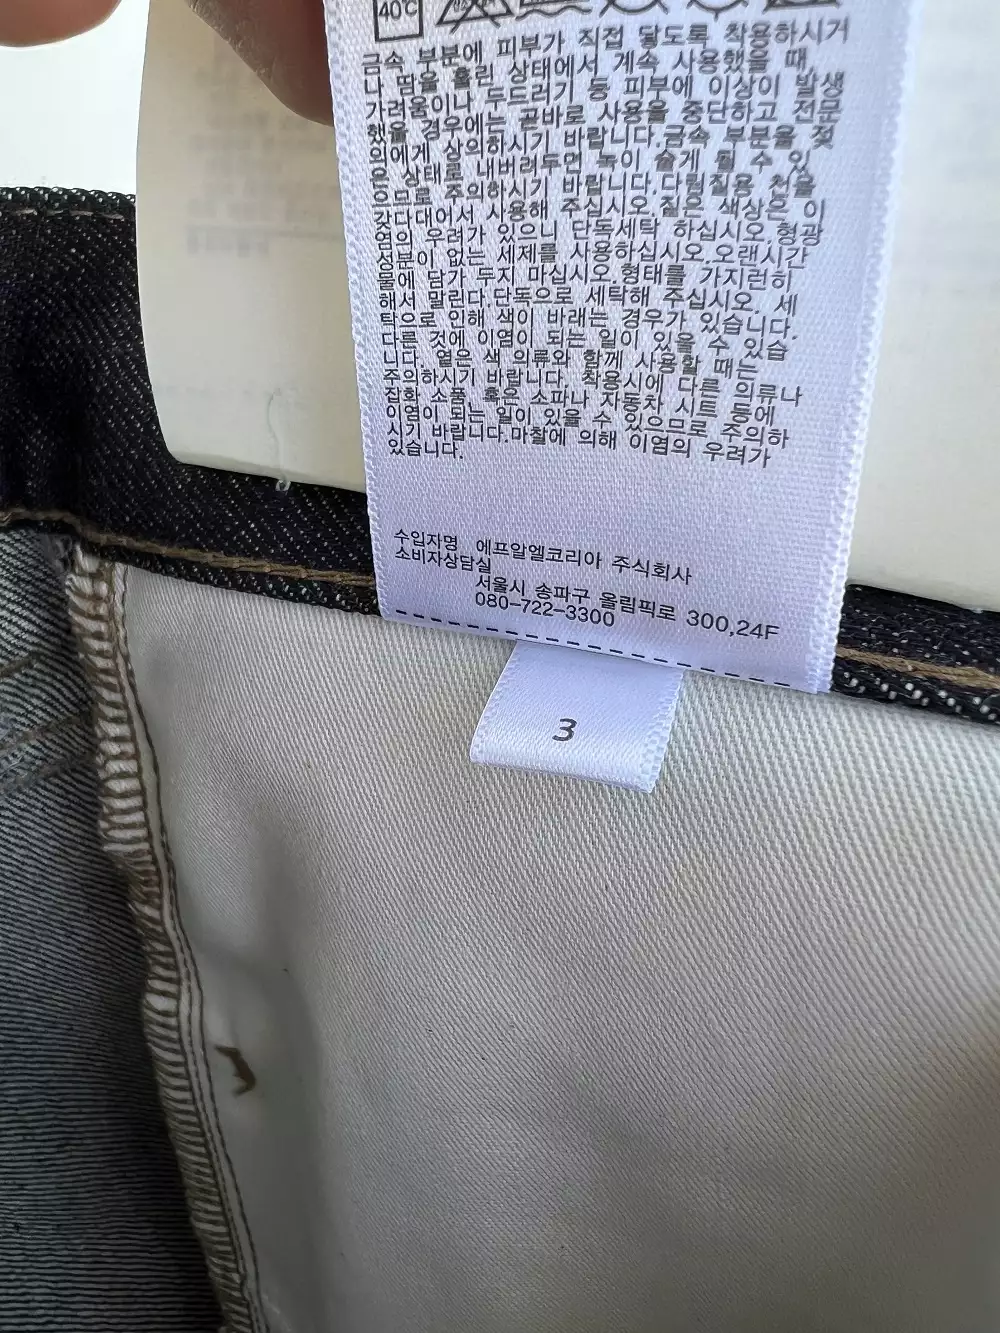 40℃
금속 부분에 피부가 직접 닿도록 착용하시거
나 땀을 흘린 상태에서 계속 사용했을 때,
가려움이나 두드러기 등 피부에 이상이 발생
했을 경우에는 곧바로 사용을 중단하고 전문
의에게 상의하시기 바랍니다.금속 부분을 젖
은 상태로 내버려두면 녹이 슬게 될 수 있
으므로 주의하시기 바랍니다.다림질용 천을
갖다대어서 사용해 주십시오.짙은 색상은 이
염의 우려가 있으니 단독세탁 하십시오.형광
성분이 없는 세제를 사용하십시오.오랜시간
물에 담가 두지 마십시오.형태를 가지런히
해서 말린다.단독으로 세탁해 주십시오. 세
탁으로 인해 색이 바래는 경우가 있습니다.
다른 것에 이염이 되는 일이 있을 수 있습
니다. 옅은 색 의류와 함께 사용할 때는
주의하시기 바랍니다. 착용시에 다른 의류나
잡화 소품 혹은 소파나 자동차 시트 등에
이염이 되는 일이 있을 수 있으므로 주의하
시기 바랍니다.마찰에 의해 이염의 우려가
있습니다.
수입자명 에프알엘코리아 주식회사
소비자상담실
서울시 송파구 올림픽로 300,24F
080-722-3300
3